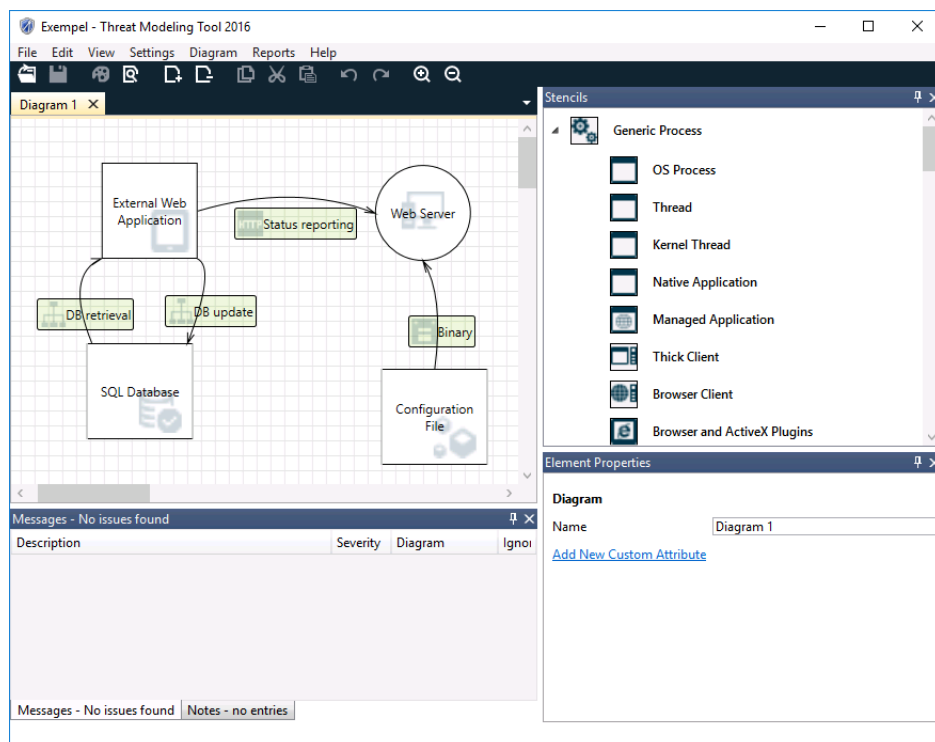 Exempel - Threat Modeling Tool 2016
File Edit View Settings Diagram Reports Help
Diagram 1
External Web
Application
Status reporting
Web Server
DB retrieval
DB update
Binary
SQL Database
Configuration
File
Stencils
Generic Process
OS Process
Thread
Kernel Thread
Native Application
Managed Application
Thick Client
Browser Client
Browser and ActiveX Plugins
Element Properties
Diagram
Name Diagram 1
Add New Custom Attribute
Messages - No issues found
Description Severity Diagram Ignor
Messages - No issues found Notes - no entries